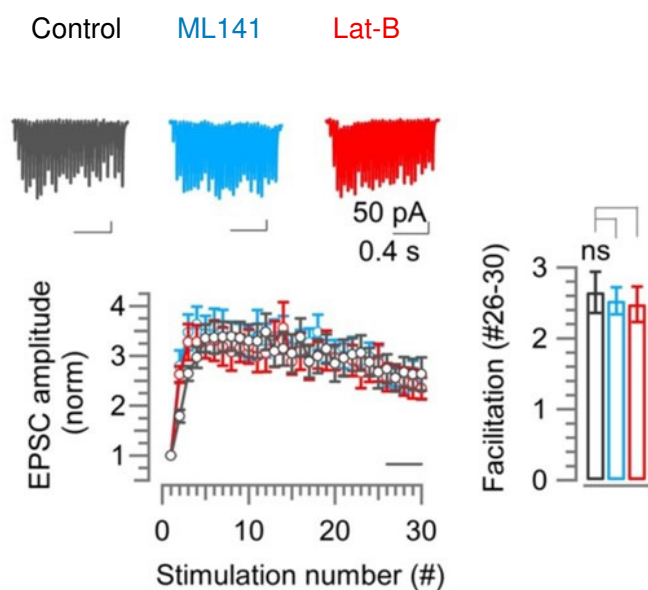 Control ML141 Lat-B
50 pA
0.4 s
EPSC amplitude
(norm)
4
3
2
1
0 10 20 30
Stimulation number (#)
Facilitation (#26-30)
ns
3
2
1
0